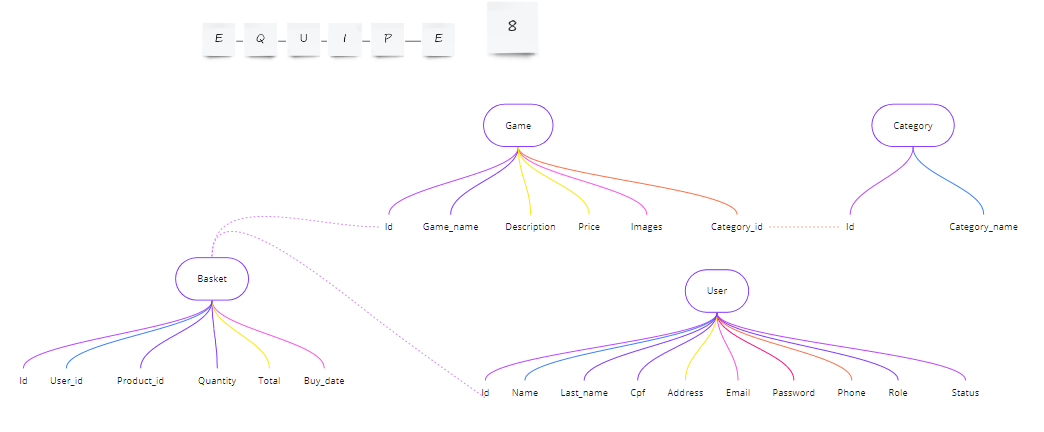 E Q U I P E 8
Game
Category
Id Game_name Description Price Images Category_id Id Category_name
Basket
User
Id User_id Product_id Quantity Total Buy_date
Id Name Last_name Cpf Address Email Password Phone Role Status